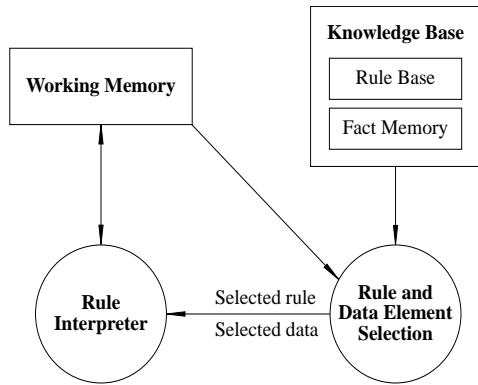 Knowledge Base
Rule Base
Fact Memory
Working Memory
Rule
Interpreter
Selected rule
Selected data
Rule and
Data Element
Selection